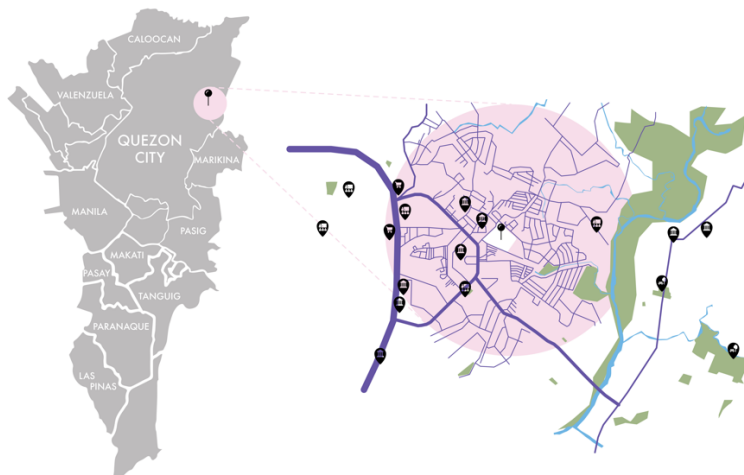 CALOOCAN
VALENZUELA
QUEZON
CITY
MARIKINA
MANILA
PASIG
MAKATI
PASAY
TANGUIG
PARANAQUE
LAS
PINAS